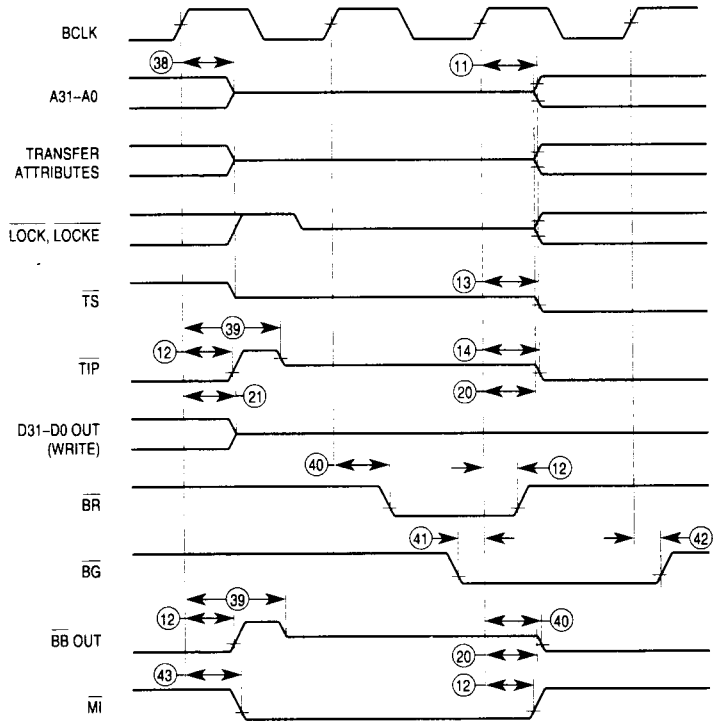 BCLK
38
11
A31–A0
TRANSFER
ATTRIBUTES
LOCK, LOCKE
13
TS
39
12
14
TIP
20
21
D31–D0 OUT
(WRITE)
40
12
BR
41
42
BG
39
12
40
BB OUT
20
43
12
MI